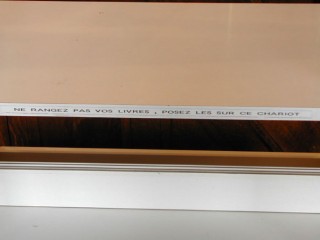 NE RANGEZ PAS VOS LIVRES , POSEZ LES SUR CE CHARIOT